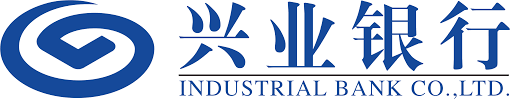 兴业银行
INDUSTRIAL BANK CO.,LTD.